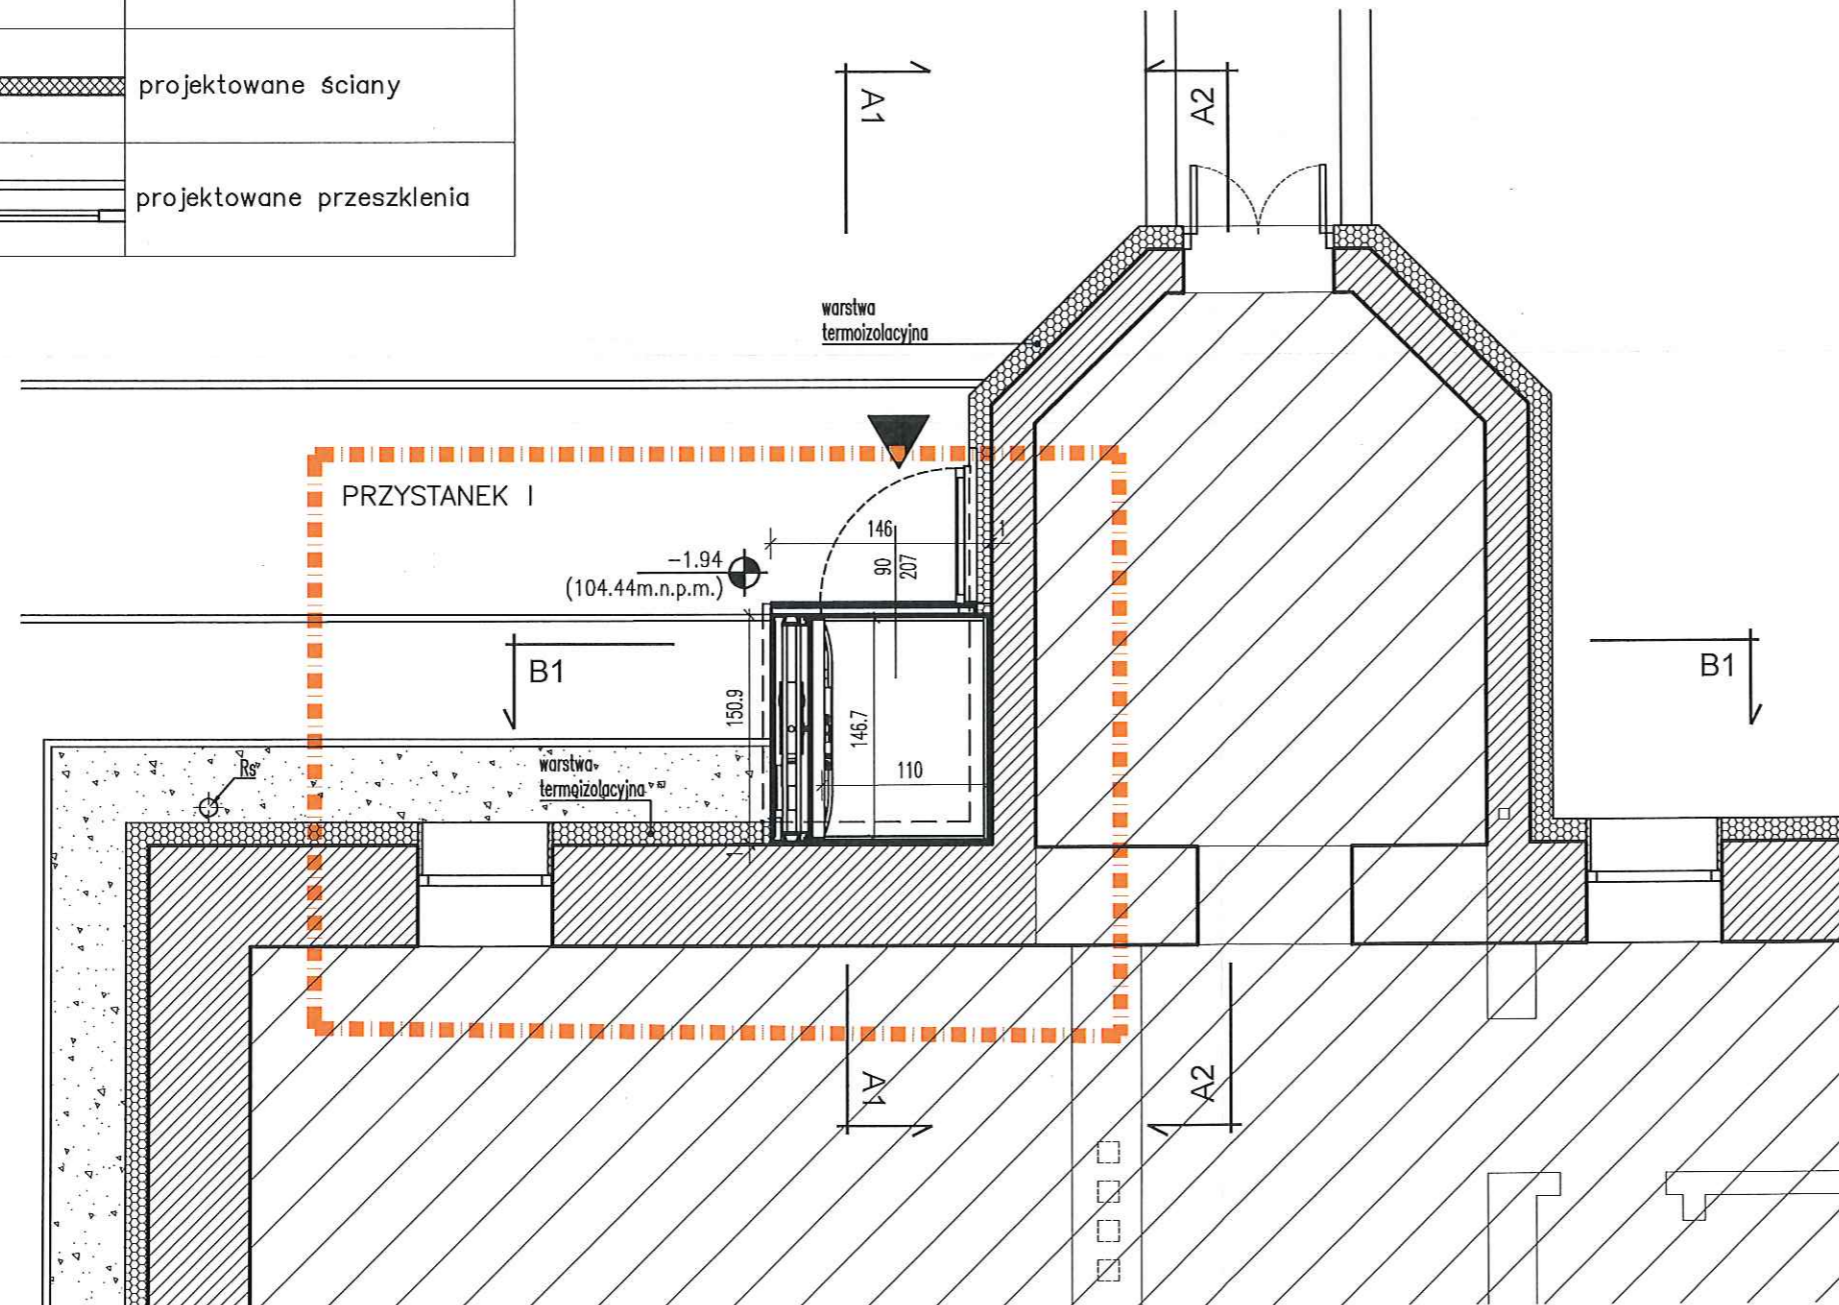 projektowane ściany
projektowane przeszklenia
A1
A2
warstwa
termoizolacyjna
PRZYSTANEK I
146
1
90
207
-1.94
(104.44m.n.p.m.)
B1
B1
150.9
146.7
110
Rs
warstwa
termoizolacyjna
1
A1
A2